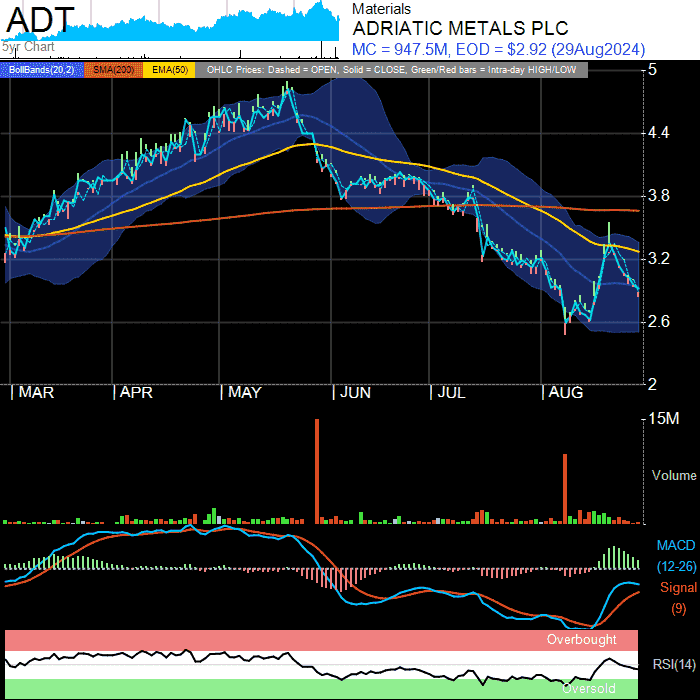 ADT
5yr Chart
Materials
ADRIATIC METALS PLC
MC = 947.5M, EOD = $2.92 (29Aug2024)
BollBands(20,2) SMA(200) EMA(50) OHLC Prices: Dashed = OPEN, Solid = CLOSE, Green/Red bars = Intra-day HIGH/LOW
5
4.4
3.8
3.2
2.6
2
MAR APR MAY JUN JUL AUG
15M
Volume
MACD
(12-26)
Signal
(9)
Overbought
RSI(14)
Oversold